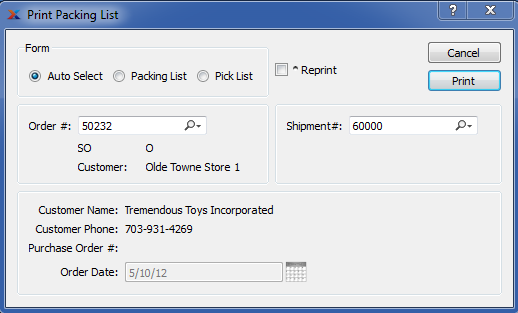 Print Packing List
? X
Form
Auto Select Packing List Pick List
^ Reprint
Cancel
Print
Order #: 50232
SO O
Customer: Olde Towne Store 1
Shipment#: 60000
Customer Name: Tremendous Toys Incorporated
Customer Phone: 703-931-4269
Purchase Order #:
Order Date: 5/10/12